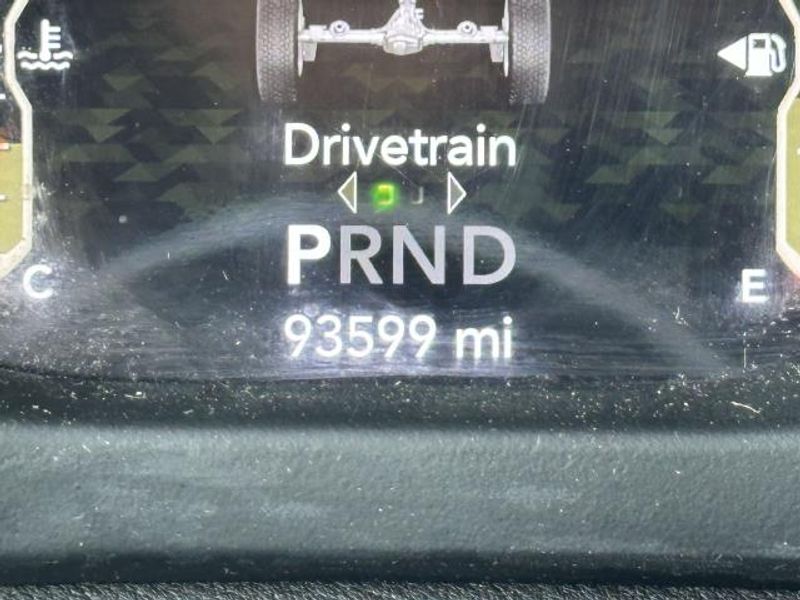 Drivetrain
PRND
C
E
93599 mi